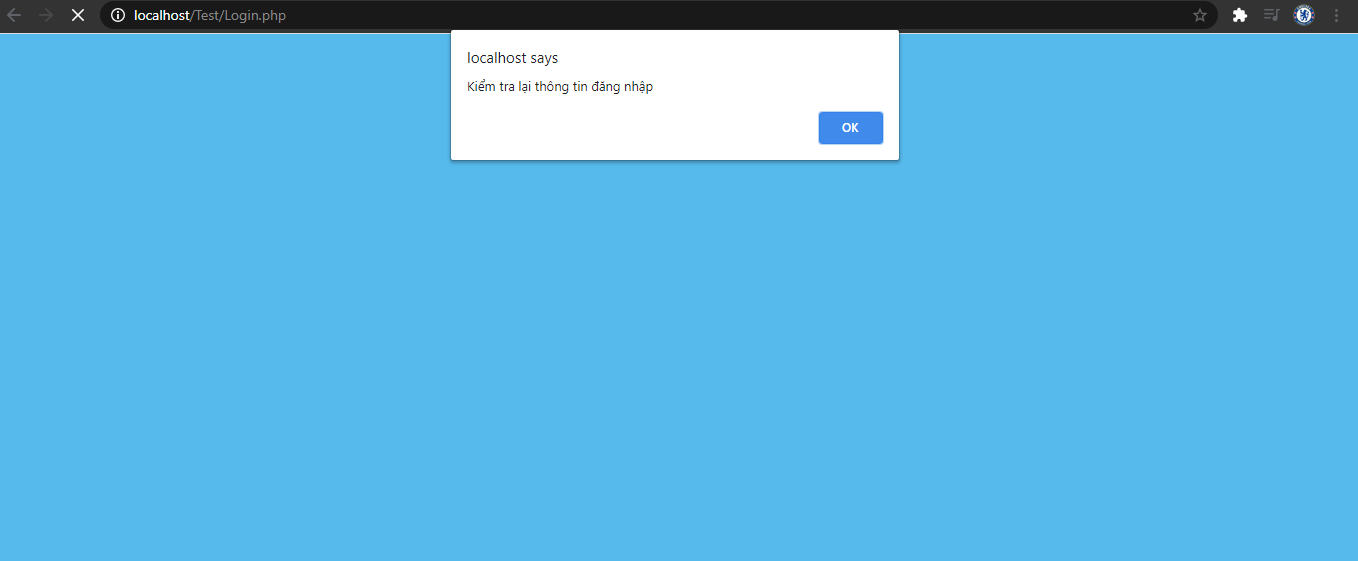 localhost/Test/Login.php
localhost says
Kiểm tra lại thông tin đăng nhập
OK